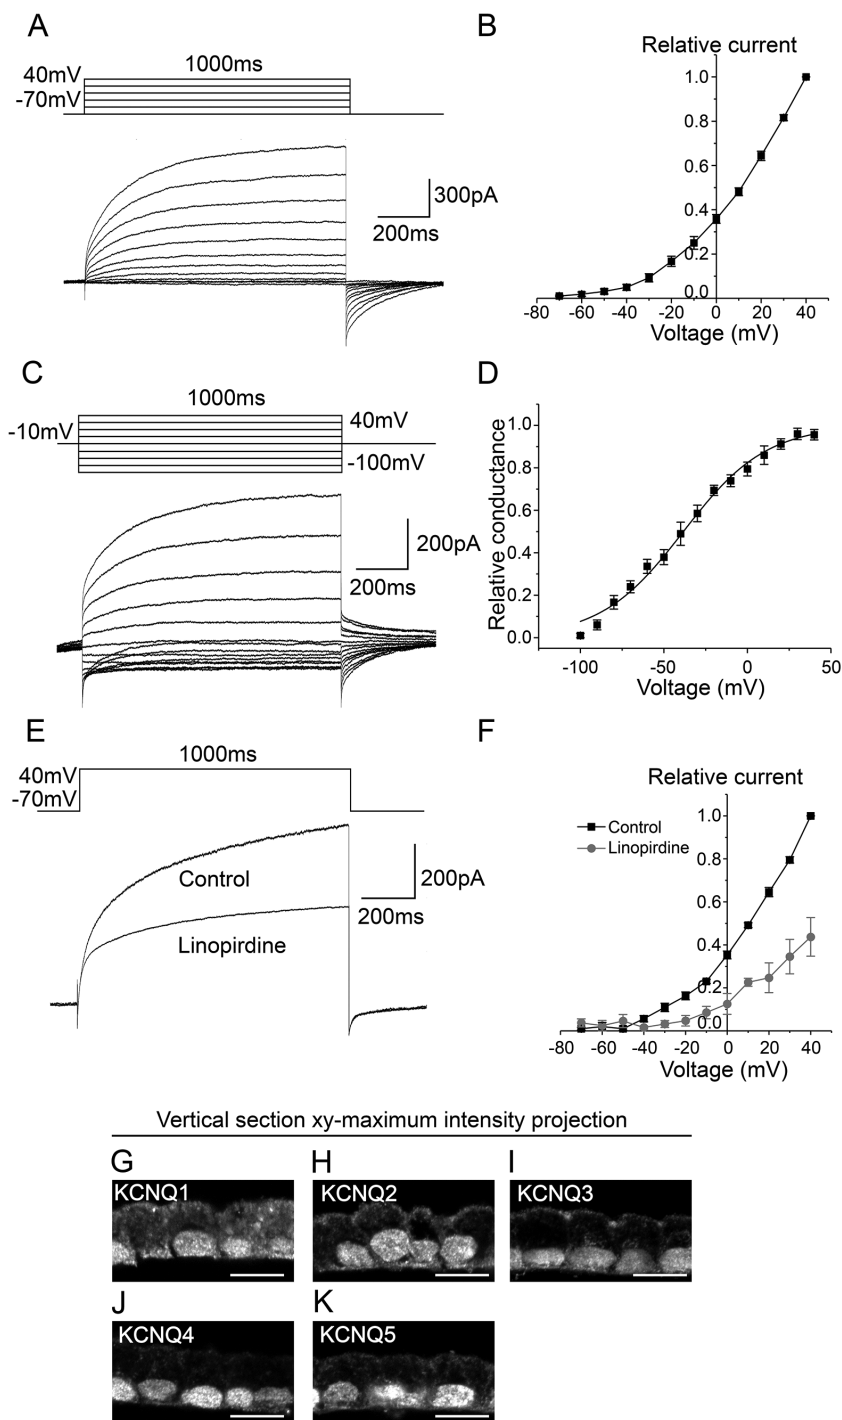 A
1000ms
40mV
-70mV
300pA
200ms
B
Relative current
1.0
0.8
0.6
0.4
0.2
0.0
-80 -60 -40 -20 0 20 40
Voltage (mV)
C
1000ms
-10mV
40mV
-100mV
200pA
200ms
D
Relative conductance
1.0
0.8
0.6
0.4
0.2
0.0
-100 -50 0 50
Voltage (mV)
E
1000ms
40mV
-70mV
Control
Linopirdine
200pA
200ms
F
Relative current
Control
Linopirdine
1.0
0.8
0.6
0.4
0.2
0.0
-80 -60 -40 -20 0 20 40
Voltage (mV)
Vertical section xy-maximum intensity projection
G
KCNQ1
H
KCNQ2
I
KCNQ3
J
KCNQ4
K
KCNQ5